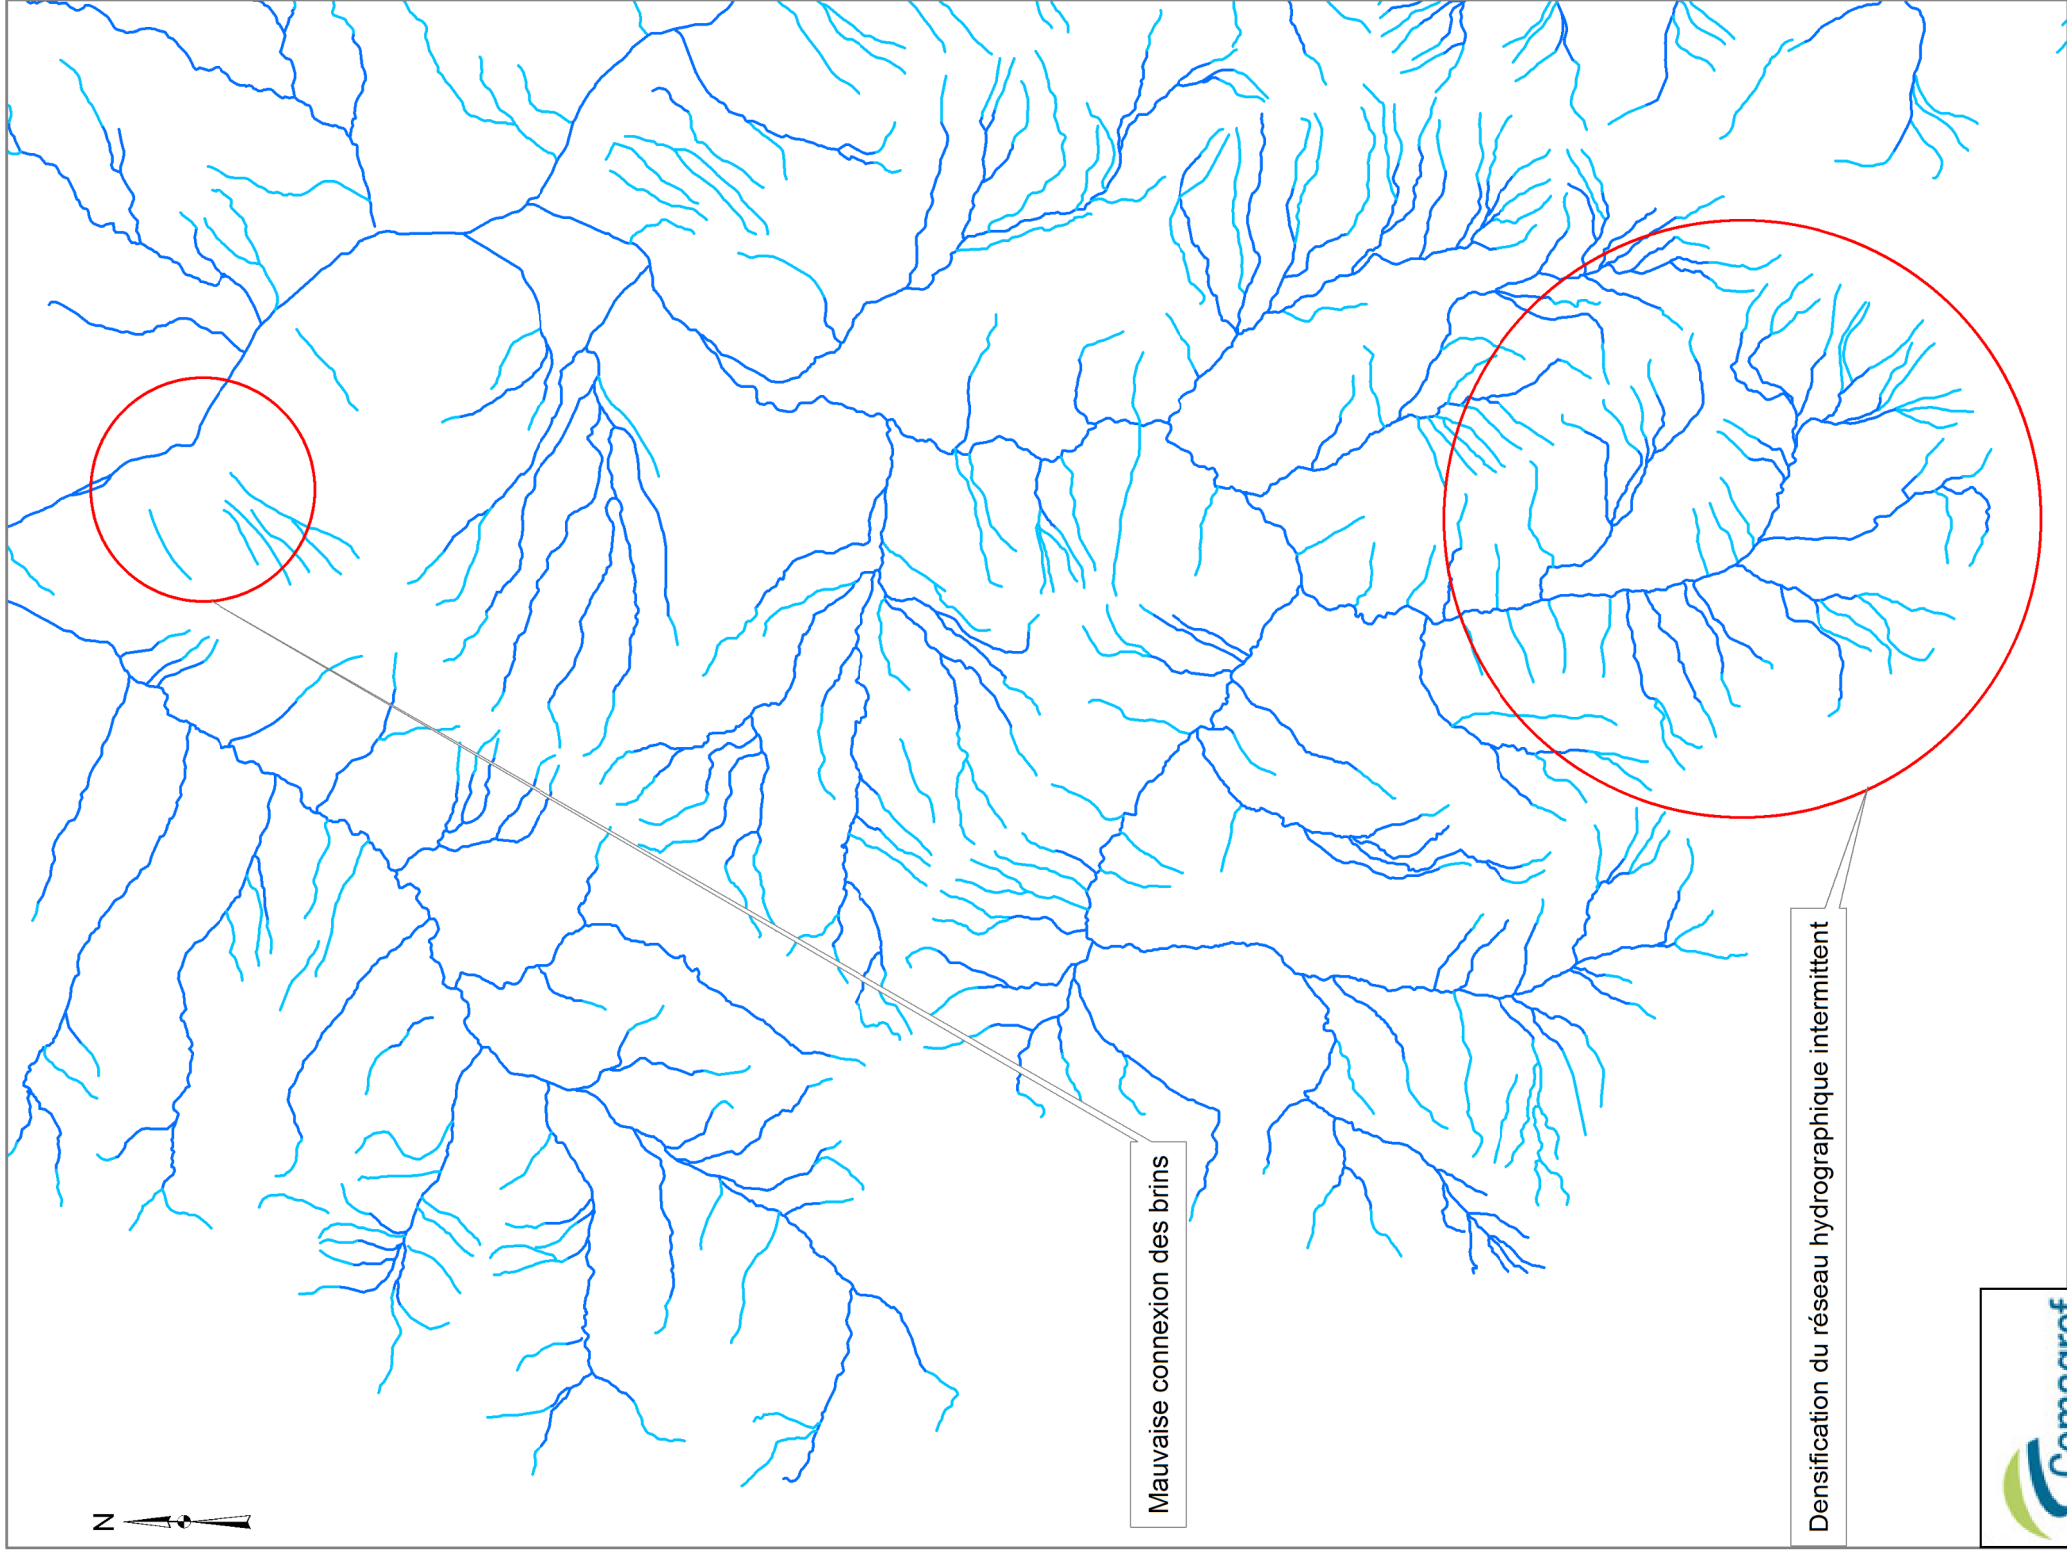 N
Mauvaise connexion des brins
Densification du réseau hydrographique intermittent